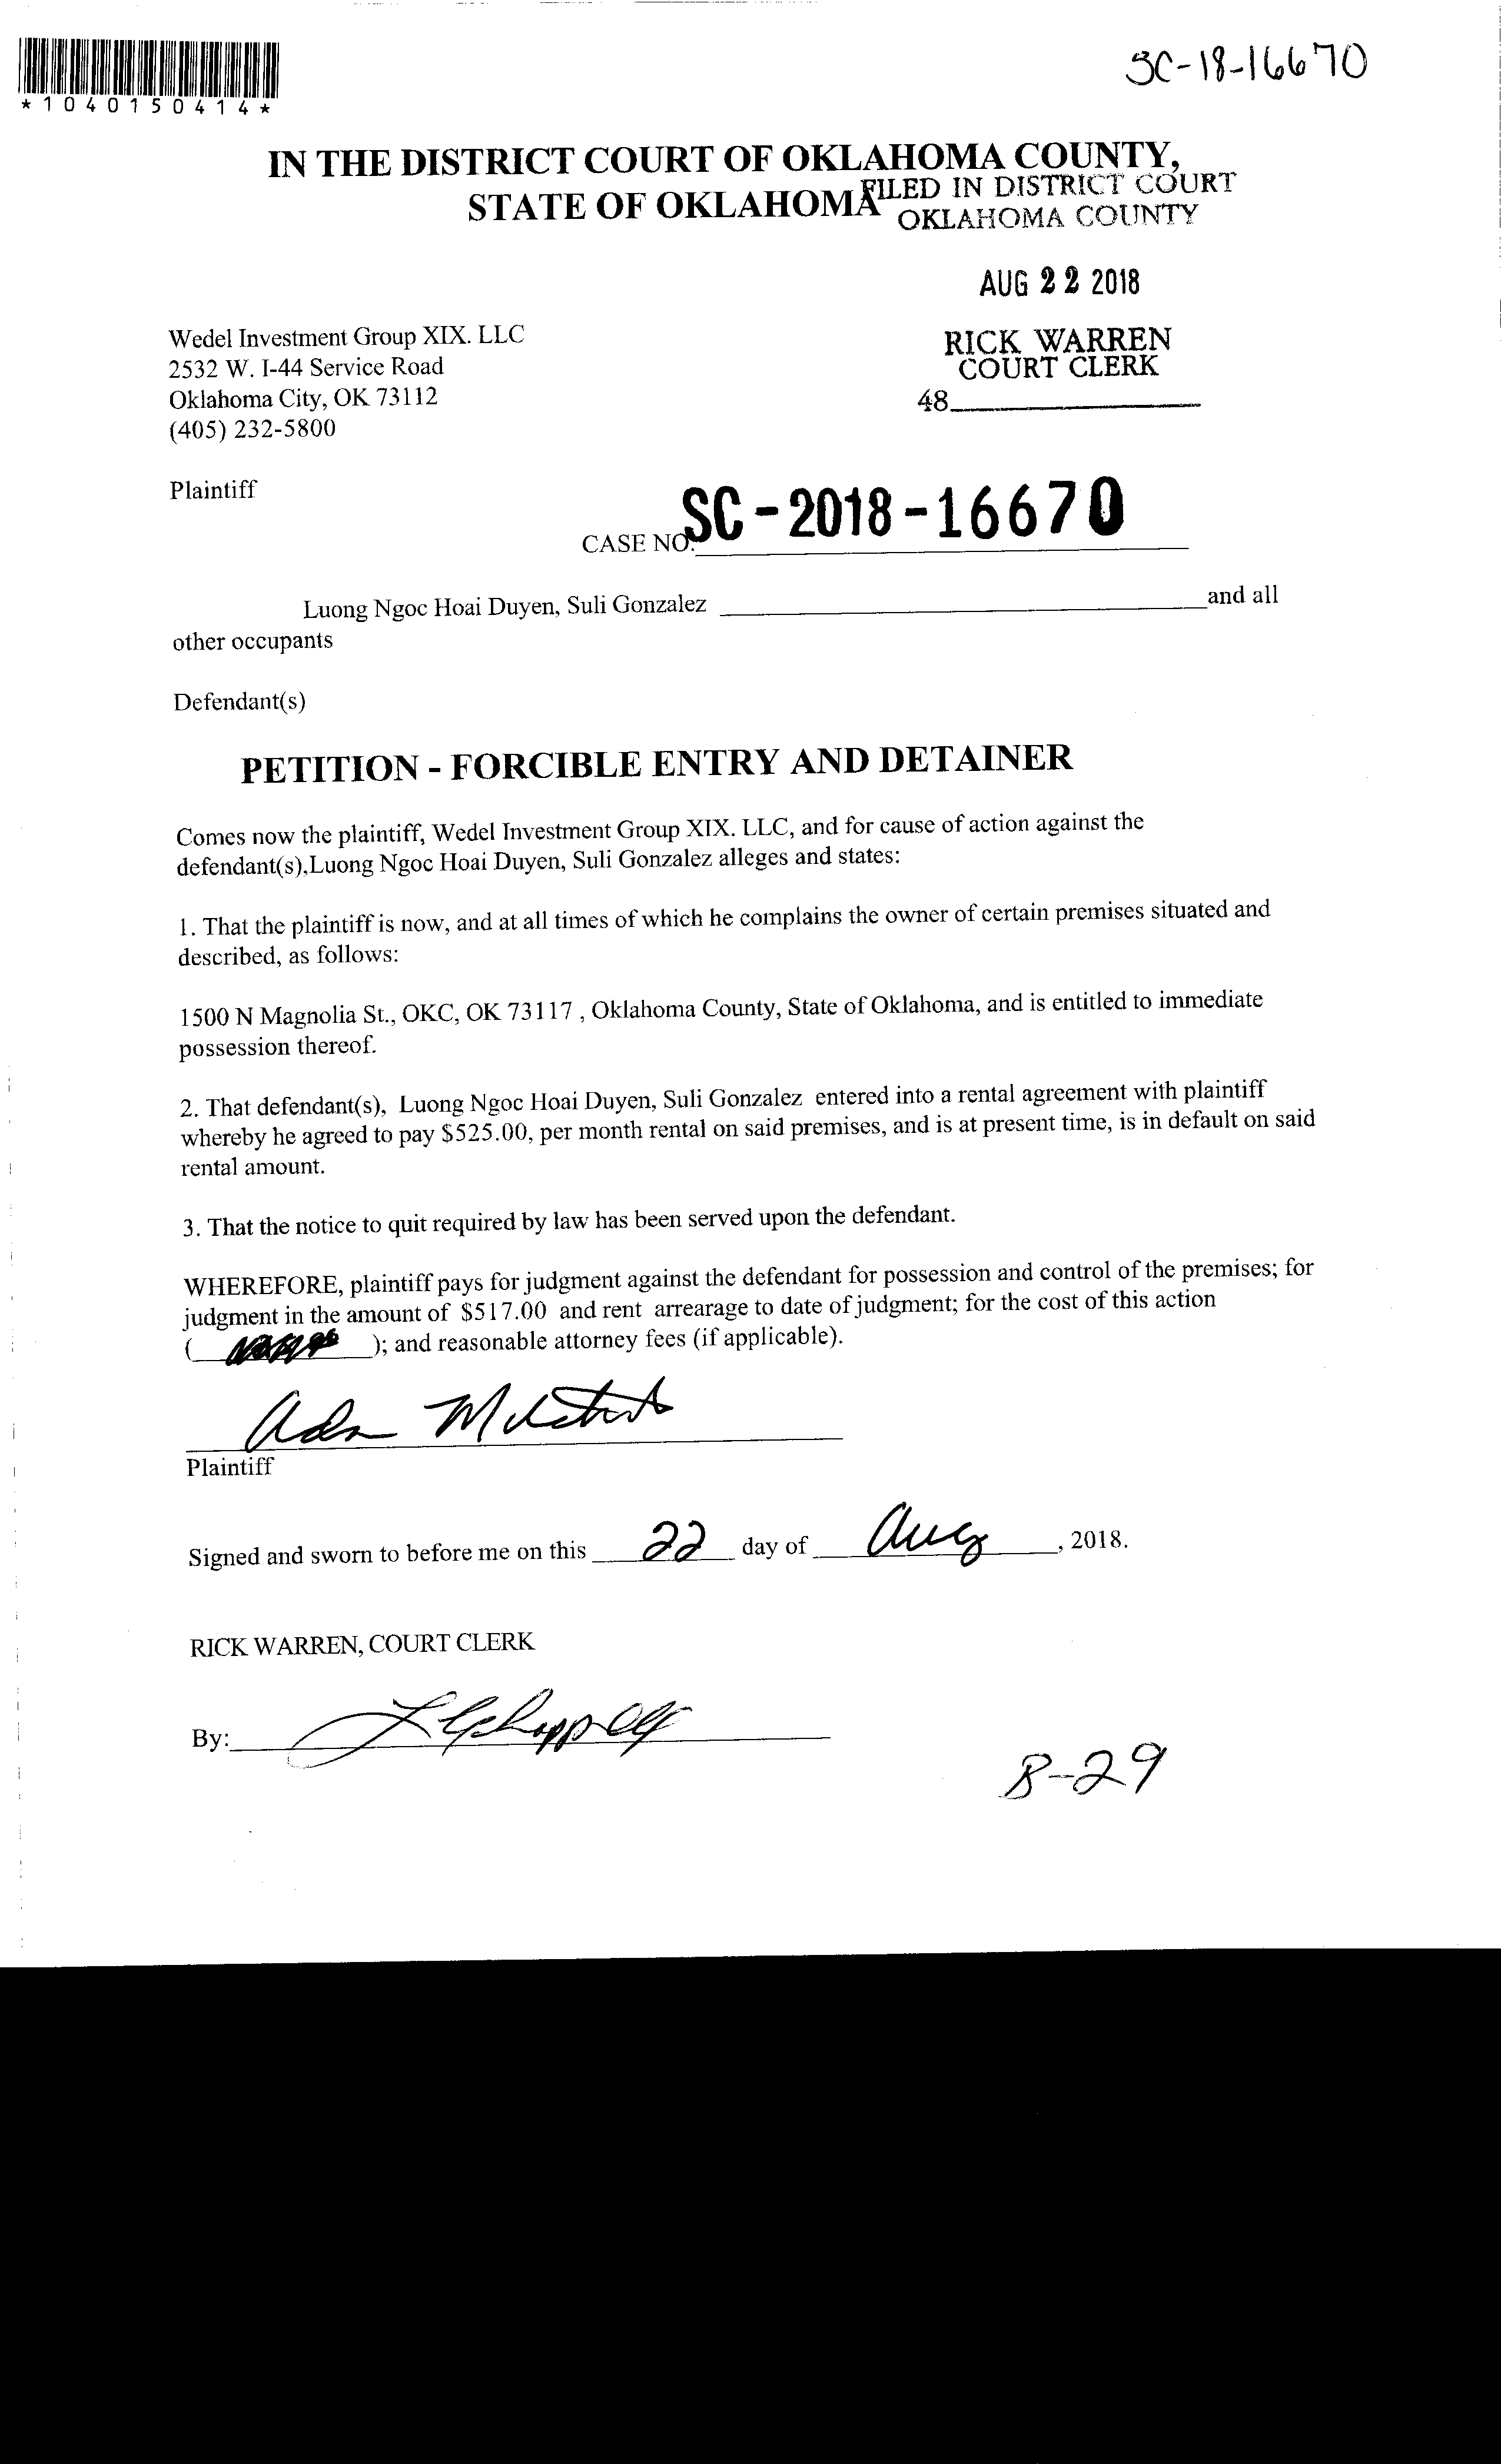 SC-18-16670
*1040150414*
IN THE DISTRICT COURT OF OKLAHOMA COUNTY,
STATE OF OKLAHOMA
FILED IN DISTRICT COURT
OKLAHOMA COUNTY
AUG 22 2018
RICK WARREN
COURT CLERK
48
Wedel Investment Group XIX. LLC
2532 W. I-44 Service Road
Oklahoma City, OK 73112
(405) 232-5800
Plaintiff
CASE NO. SC-2018-16670
Luong Ngoc Hoai Duyen, Suli Gonzalez and all
other occupants
Defendant(s)
PETITION - FORCIBLE ENTRY AND DETAINER
Comes now the plaintiff, Wedel Investment Group XIX. LLC, and for cause of action against the
defendant(s),Luong Ngoc Hoai Duyen, Suli Gonzalez alleges and states:
1. That the plaintiff is now, and at all times of which he complains the owner of certain premises situated and
described, as follows:
1500 N Magnolia St., OKC, OK 73117 , Oklahoma County, State of Oklahoma, and is entitled to immediate
possession thereof.
2. That defendant(s), Luong Ngoc Hoai Duyen, Suli Gonzalez entered into a rental agreement with plaintiff
whereby he agreed to pay $525.00, per month rental on said premises, and is at present time, is in default on said
rental amount.
3. That the notice to quit required by law has been served upon the defendant.
WHEREFORE, plaintiff pays for judgment against the defendant for possession and control of the premises; for
judgment in the amount of $517.00 and rent arrearage to date of judgment; for the cost of this action
( ); and reasonable attorney fees (if applicable).
Plaintiff
Signed and sworn to before me on this 22 day of Aug , 2018.
RICK WARREN, COURT CLERK
By:
8-29